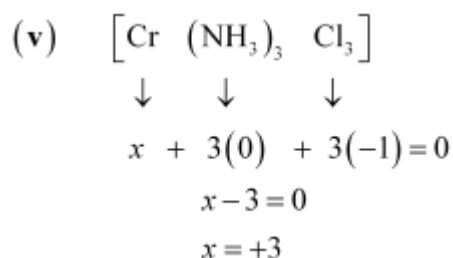 (v) [Cr (NH₃)₃ Cl₃]
↓ ↓ ↓
x + 3(0) + 3(−1) = 0
x − 3 = 0
x = +3